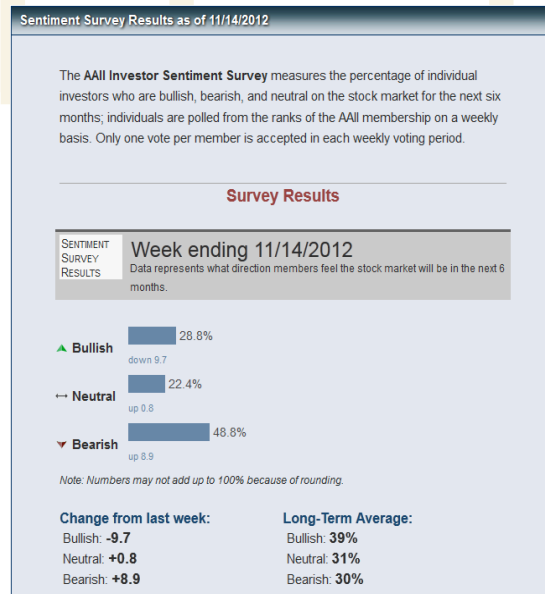 Sentiment Survey Results as of 11/14/2012
The AAII Investor Sentiment Survey measures the percentage of individual
investors who are bullish, bearish, and neutral on the stock market for the next six
months; individuals are polled from the ranks of the AAII membership on a weekly
basis. Only one vote per member is accepted in each weekly voting period.
Survey Results
SENTIMENT
SURVEY
RESULTS
Week ending 11/14/2012
Data represents what direction members feel the stock market will be in the next 6
months.
Bullish
28.8%
down 9.7
Neutral
22.4%
up 0.8
Bearish
48.8%
up 8.9
Note: Numbers may not add up to 100% because of rounding.
Change from last week:
Bullish: -9.7
Neutral: +0.8
Bearish: +8.9
Long-Term Average:
Bullish: 39%
Neutral: 31%
Bearish: 30%